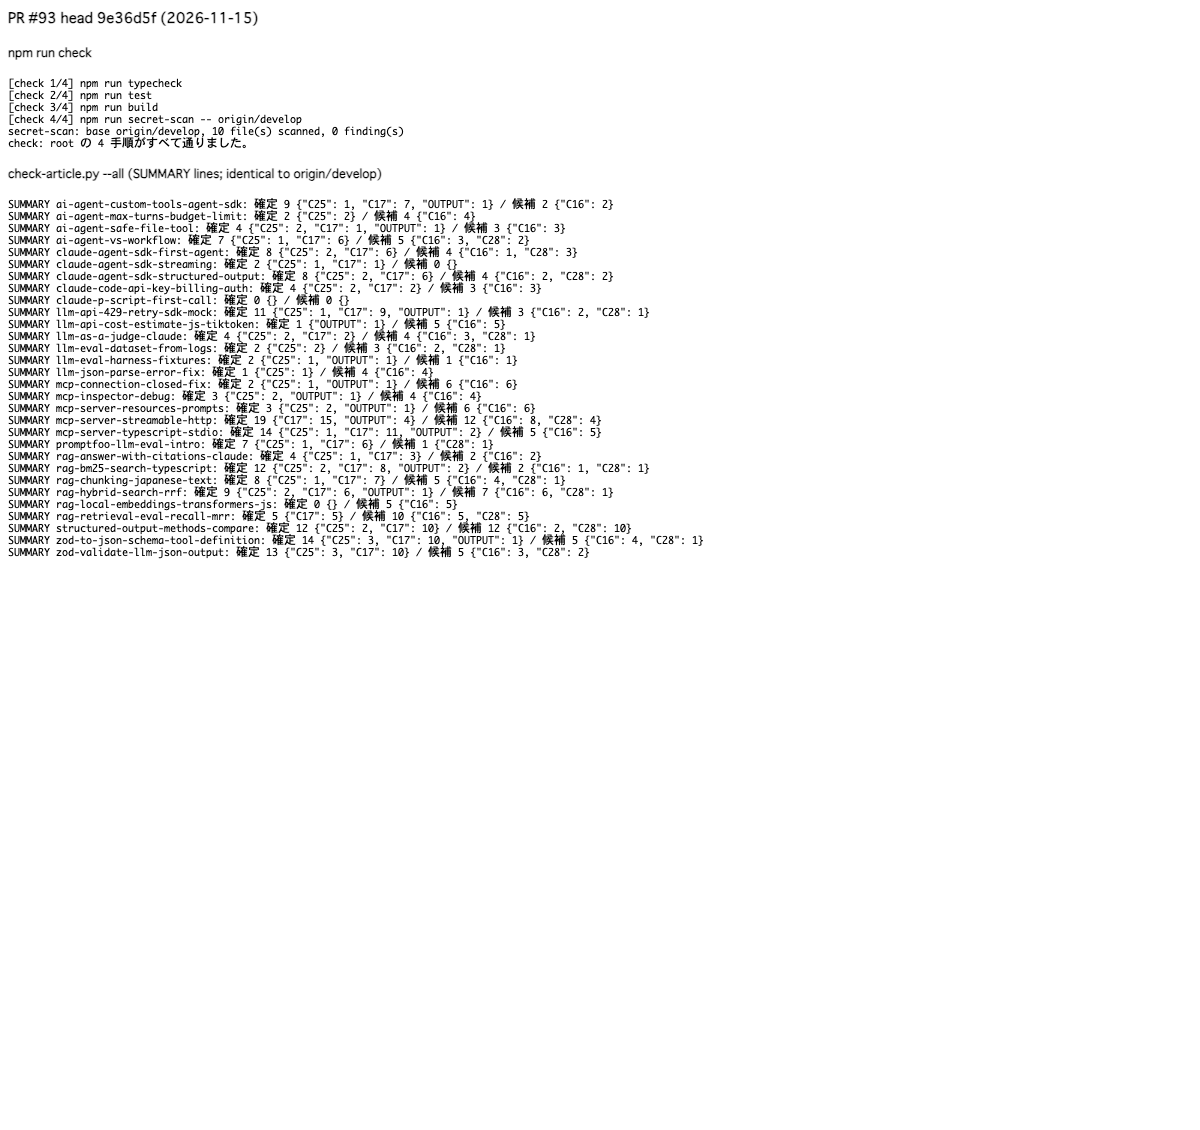 PR #93 head 9e36d5f (2026-11-15)
npm run check
[check 1/4] npm run typecheck
[check 2/4] npm run test
[check 3/4] npm run build
[check 4/4] npm run secret-scan -- origin/develop
secret-scan: base origin/develop, 10 file(s) scanned, 0 finding(s)
check: root の 4 手順がすべて通りました。
check-article.py --all (SUMMARY lines; identical to origin/develop)
SUMMARY ai-agent-custom-tools-agent-sdk: 確定 9 {"C25": 1, "C17": 7, "OUTPUT": 1} / 候補 2 {"C16": 2}
SUMMARY ai-agent-max-turns-budget-limit: 確定 2 {"C25": 2} / 候補 4 {"C16": 4}
SUMMARY ai-agent-safe-file-tool: 確定 4 {"C25": 2, "C17": 1, "OUTPUT": 1} / 候補 3 {"C16": 3}
SUMMARY ai-agent-vs-workflow: 確定 7 {"C25": 1, "C17": 6} / 候補 5 {"C16": 3, "C28": 2}
SUMMARY claude-agent-sdk-first-agent: 確定 8 {"C25": 2, "C17": 6} / 候補 4 {"C16": 1, "C28": 3}
SUMMARY claude-agent-sdk-streaming: 確定 2 {"C25": 1, "C17": 1} / 候補 0 {}
SUMMARY claude-agent-sdk-structured-output: 確定 8 {"C25": 2, "C17": 6} / 候補 4 {"C16": 2, "C28": 2}
SUMMARY claude-code-api-key-billing-auth: 確定 4 {"C25": 2, "C17": 2} / 候補 3 {"C16": 3}
SUMMARY claude-p-script-first-call: 確定 0 {} / 候補 0 {}
SUMMARY llm-api-429-retry-sdk-mock: 確定 11 {"C25": 1, "C17": 9, "OUTPUT": 1} / 候補 3 {"C16": 2, "C28": 1}
SUMMARY llm-api-cost-estimate-js-tiktoken: 確定 1 {"OUTPUT": 1} / 候補 5 {"C16": 5}
SUMMARY llm-as-a-judge-claude: 確定 4 {"C25": 2, "C17": 2} / 候補 4 {"C16": 3, "C28": 1}
SUMMARY llm-eval-dataset-from-logs: 確定 2 {"C25": 2} / 候補 3 {"C16": 2, "C28": 1}
SUMMARY llm-eval-harness-fixtures: 確定 2 {"C25": 1, "OUTPUT": 1} / 候補 1 {"C16": 1}
SUMMARY llm-json-parse-error-fix: 確定 1 {"C25": 1} / 候補 4 {"C16": 4}
SUMMARY mcp-connection-closed-fix: 確定 2 {"C25": 1, "OUTPUT": 1} / 候補 6 {"C16": 6}
SUMMARY mcp-inspector-debug: 確定 3 {"C25": 2, "OUTPUT": 1} / 候補 4 {"C16": 4}
SUMMARY mcp-server-resources-prompts: 確定 3 {"C25": 2, "OUTPUT": 1} / 候補 6 {"C16": 6}
SUMMARY mcp-server-streamable-http: 確定 19 {"C17": 15, "OUTPUT": 4} / 候補 12 {"C16": 8, "C28": 4}
SUMMARY mcp-server-typescript-stdio: 確定 14 {"C25": 1, "C17": 11, "OUTPUT": 2} / 候補 5 {"C16": 5}
SUMMARY promptfoo-llm-eval-intro: 確定 7 {"C25": 1, "C17": 6} / 候補 1 {"C28": 1}
SUMMARY rag-answer-with-citations-claude: 確定 4 {"C25": 1, "C17": 3} / 候補 2 {"C16": 2}
SUMMARY rag-bm25-search-typescript: 確定 12 {"C25": 2, "C17": 8, "OUTPUT": 2} / 候補 2 {"C16": 1, "C28": 1}
SUMMARY rag-chunking-japanese-text: 確定 8 {"C25": 1, "C17": 7} / 候補 5 {"C16": 4, "C28": 1}
SUMMARY rag-hybrid-search-rrf: 確定 9 {"C25": 2, "C17": 6, "OUTPUT": 1} / 候補 7 {"C16": 6, "C28": 1}
SUMMARY rag-local-embeddings-transformers-js: 確定 0 {} / 候補 5 {"C16": 5}
SUMMARY rag-retrieval-eval-recall-mrr: 確定 5 {"C17": 5} / 候補 10 {"C16": 5, "C28": 5}
SUMMARY structured-output-methods-compare: 確定 12 {"C25": 2, "C17": 10} / 候補 12 {"C16": 2, "C28": 10}
SUMMARY zod-to-json-schema-tool-definition: 確定 14 {"C25": 3, "C17": 10, "OUTPUT": 1} / 候補 5 {"C16": 4, "C28": 1}
SUMMARY zod-validate-llm-json-output: 確定 13 {"C25": 3, "C17": 10} / 候補 5 {"C16": 3, "C28": 2}